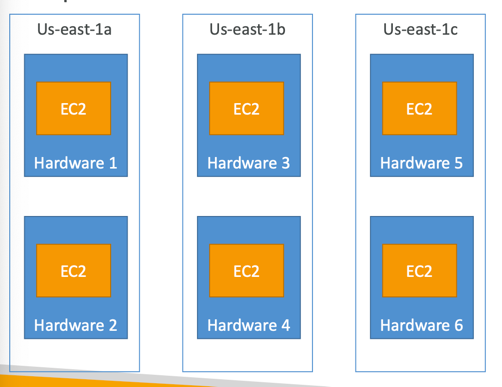 Us-east-1a
EC2
Hardware 1
EC2
Hardware 2
Us-east-1b
EC2
Hardware 3
EC2
Hardware 4
Us-east-1c
EC2
Hardware 5
EC2
Hardware 6